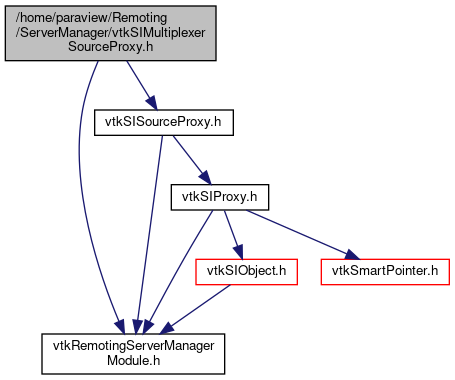 /home/paraview/Remoting
/ServerManager/vtkSIMultiplexer
SourceProxy.h
vtkSISourceProxy.h
vtkSIProxy.h
vtkSIObject.h
vtkSmartPointer.h
vtkRemotingServerManager
Module.h